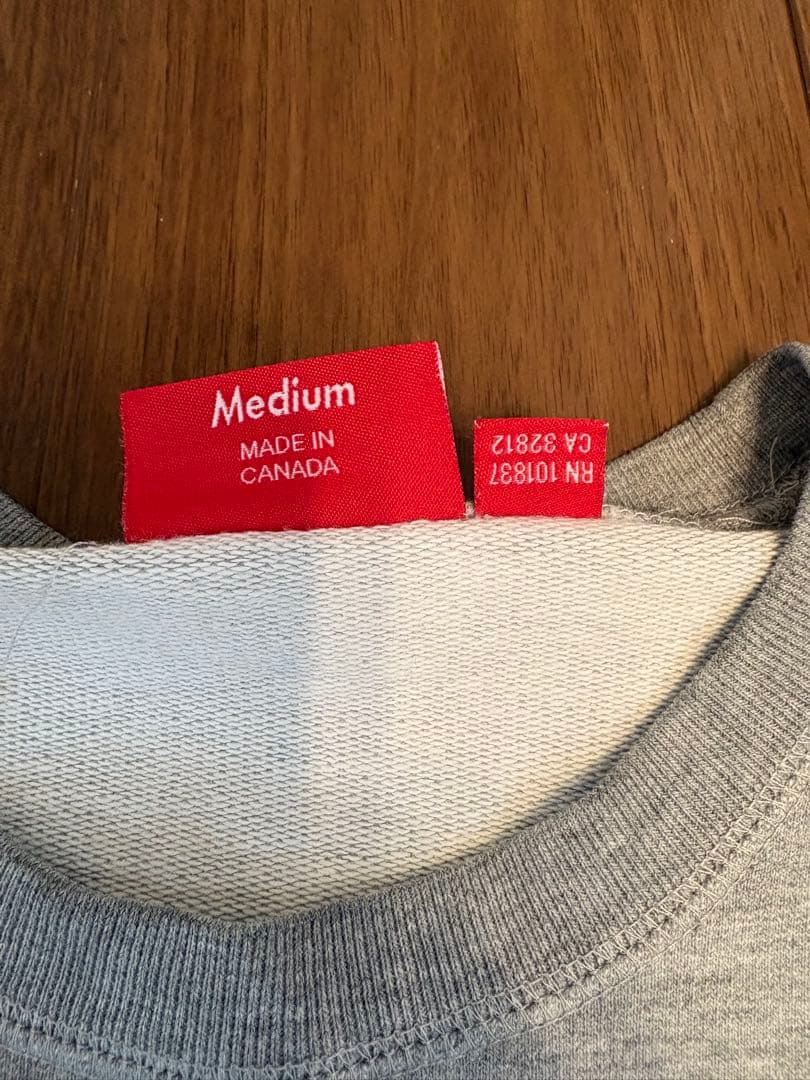 Medium
MADE IN
CANADA
RN 101837
CA 32812